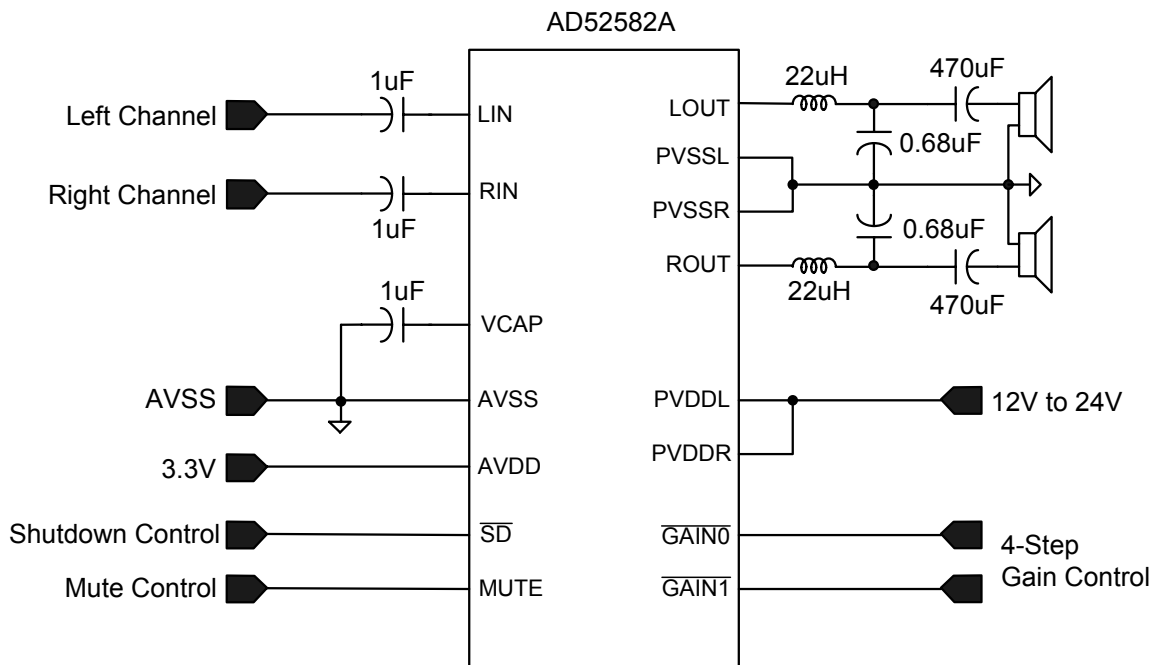 AD52582A
1uF
22uH
470uF
Left Channel
LIN
LOUT
0.68uF
PVSSL
Right Channel
RIN
PVSSR
1uF
0.68uF
ROUT
22uH
470uF
1uF
VCAP
AVSS
AVSS
PVDDL
12V to 24V
3.3V
AVDD
PVDDR
Shutdown Control
SD
GAIN0
4-Step
Gain Control
Mute Control
MUTE
GAIN1